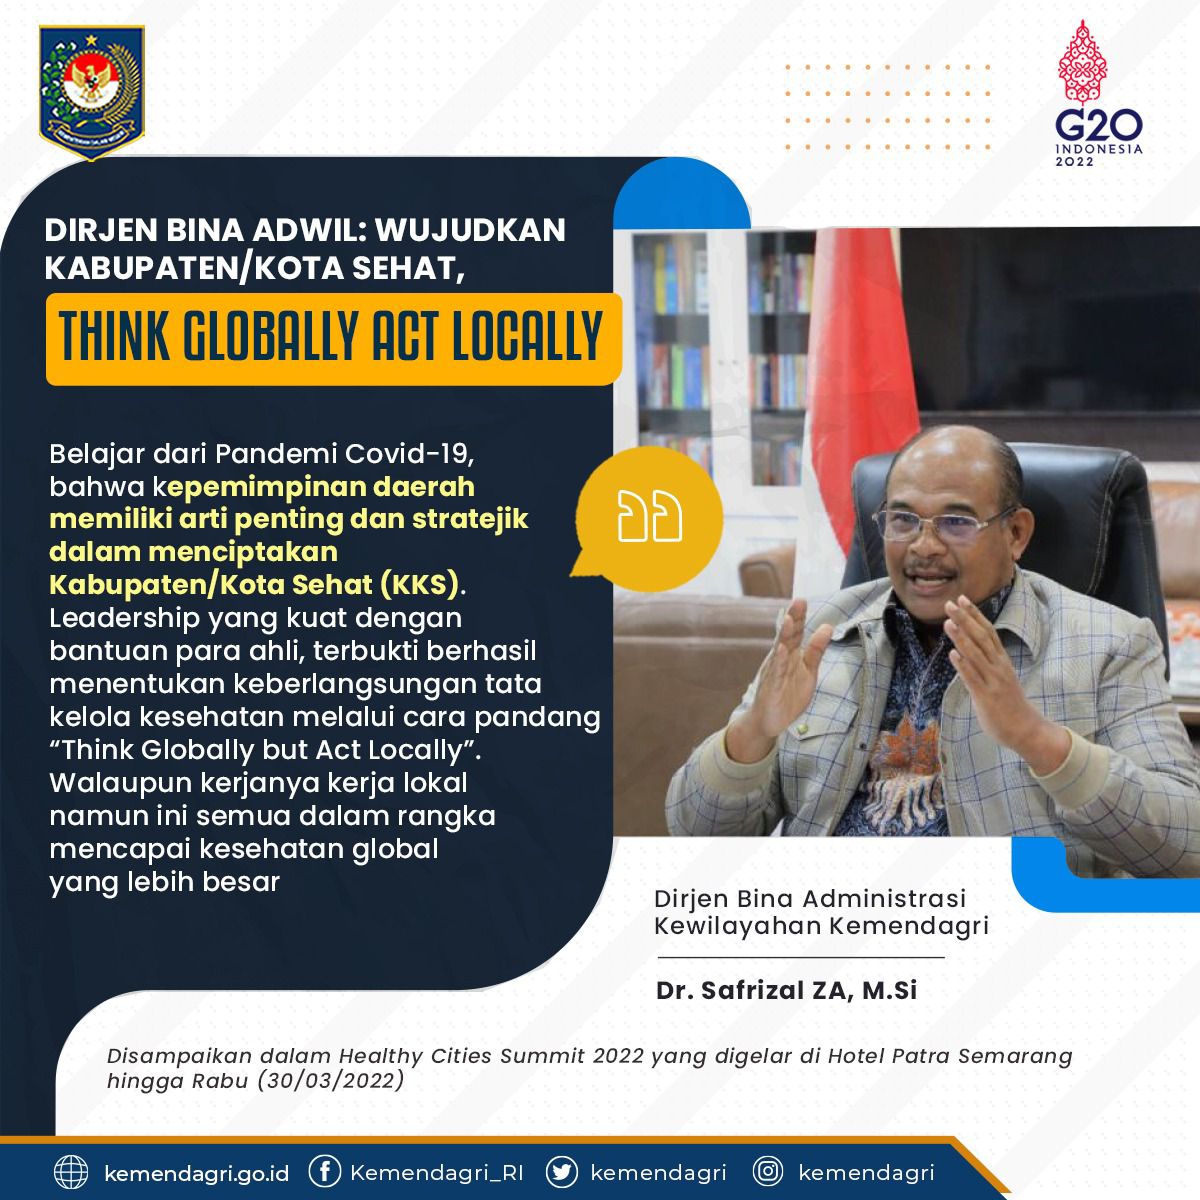 KEMENTERIAN DALAM NEGERI
G20
INDONESIA
2022
DIRJEN BINA ADWIL: WUJUDKAN
KABUPATEN/KOTA SEHAT,
THINK GLOBALLY ACT LOCALLY
Belajar dari Pandemi Covid-19,
bahwa kepemimpinan daerah
memiliki arti penting dan stratejik
dalam menciptakan
Kabupaten/Kota Sehat (KKS).
Leadership yang kuat dengan
bantuan para ahli, terbukti berhasil
menentukan keberlangsungan tata
kelola kesehatan melalui cara pandang
“Think Globally but Act Locally”.
Walaupun kerjanya kerja lokal
namun ini semua dalam rangka
mencapai kesehatan global
yang lebih besar
Dirjen Bina Administrasi
Kewilayahan Kemendagri
Dr. Safrizal ZA, M.Si
Disampaikan dalam Healthy Cities Summit 2022 yang digelar di Hotel Patra Semarang
hingga Rabu (30/03/2022)
kemendagri.go.id Kemendagri_RI kemendagri kemendagri